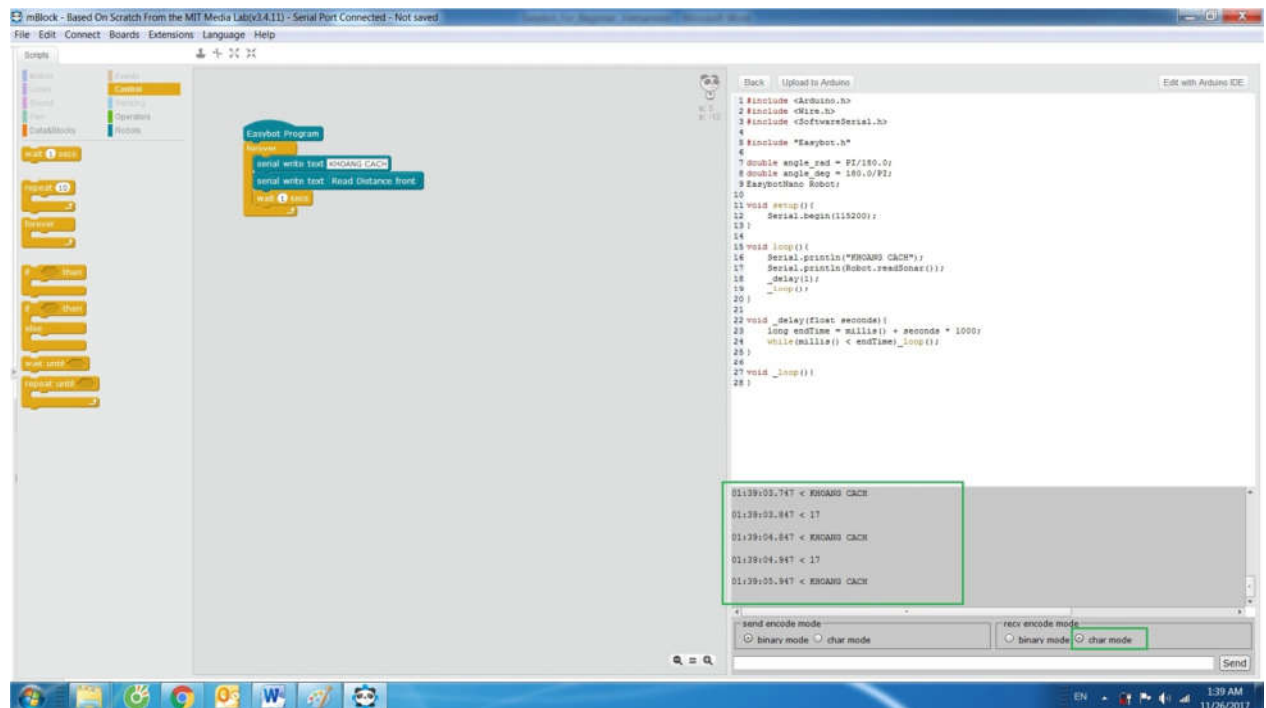 mBlock - Based On Scratch From the MIT Media Lab(v3.4.11) - Serial Port Connected - Not saved
File Edit Connect Boards Extensions Language Help
Scripts
Control
Operators
Data&Blocks
Robots
wait 1 secs
repeat 10
forever
if then
if then
else
wait until
repeat until
Easybot Program
forever
serial write text KHOANG CACH
serial write text Read Distance front
wait 1 secs
Back Upload to Arduino Edit with Arduino IDE
1 #include <Arduino.h>
2 #include <Wire.h>
3 #include <SoftwareSerial.h>
4
5 #include "Easybot.h"
6
7 double angle_rad = PI/180.0;
8 double angle_deg = 180.0/PI;
9 EasybotNano Robot;
10
11 void setup(){
12 Serial.begin(115200);
13 }
14
15 void loop(){
16 Serial.println("KHOANG CACH");
17 Serial.println(Robot.readSonar());
18 _delay(1);
19 _loop();
20 }
21
22 void _delay(float seconds){
23 long endTime = millis() + seconds * 1000;
24 while(millis() < endTime)_loop();
25 }
26
27 void _loop(){
28 }
01:39:03.747 < KHOANG CACH
01:39:03.847 < 17
01:39:04.847 < KHOANG CACH
01:39:04.947 < 17
01:39:05.947 < KHOANG CACH
send encode mode
binary mode char mode
recv encode mode
binary mode char mode
Send
EN
1:39 AM
11/26/2017